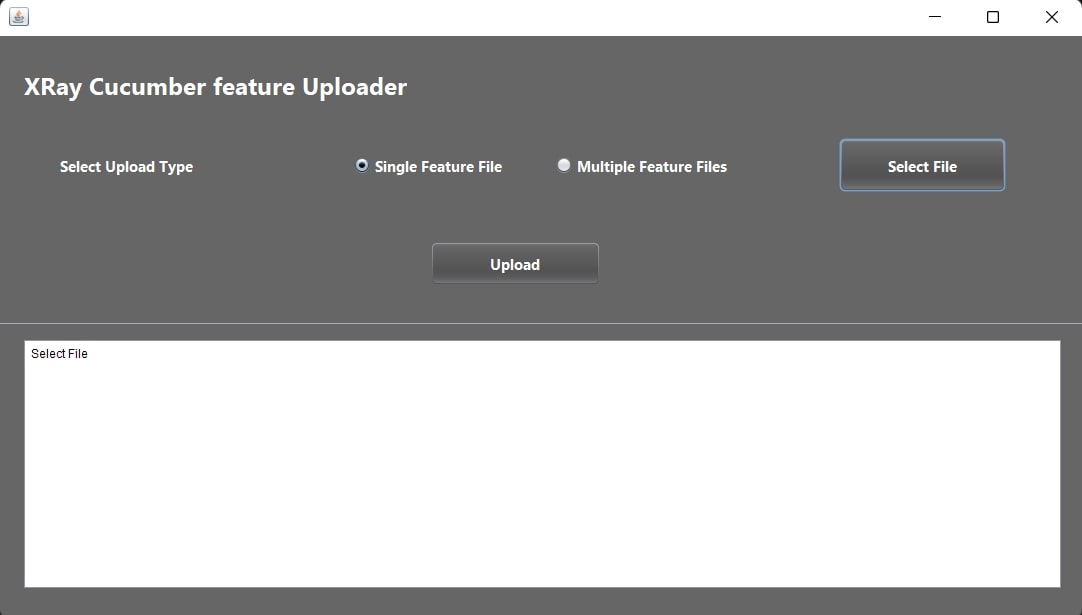 XRay Cucumber feature Uploader
Select Upload Type
Single Feature File
Multiple Feature Files
Select File
Upload
Select File